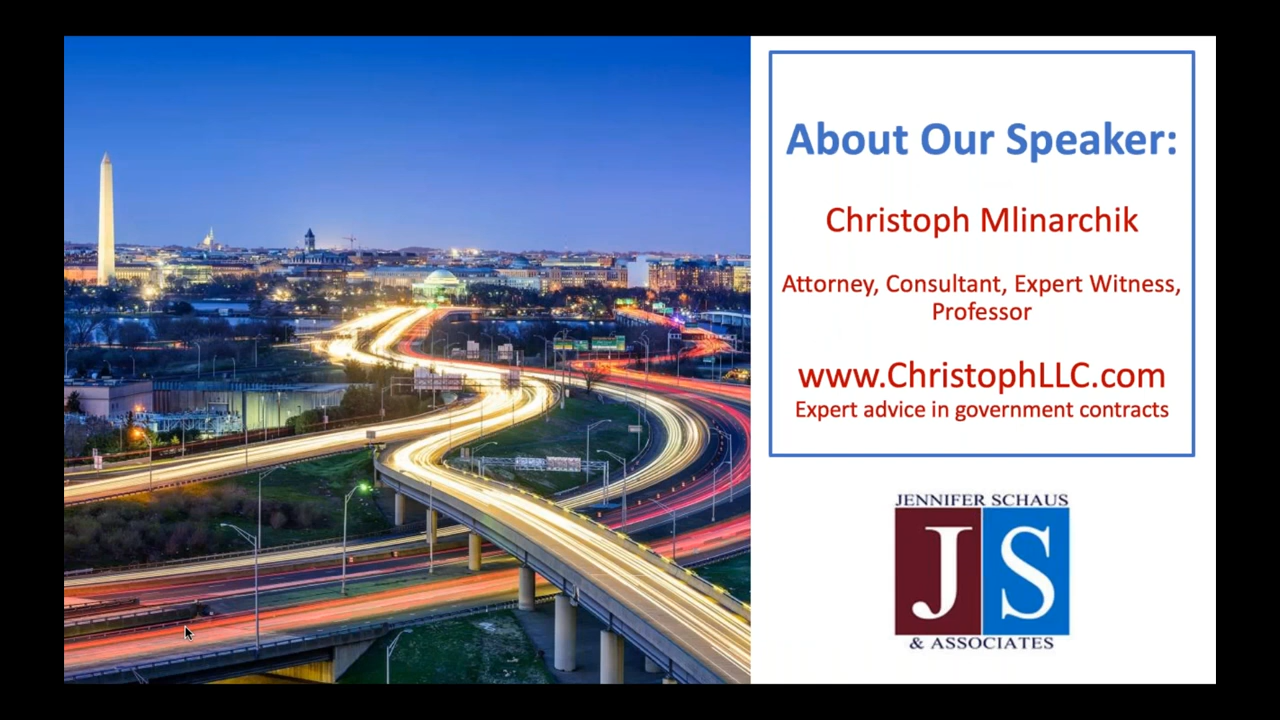 About Our Speaker:
Christoph Mlinarchik
Attorney, Consultant, Expert Witness,
Professor
www.ChristophLLC.com
Expert advice in government contracts
JENNIFER SCHAUS
JS
& ASSOCIATES